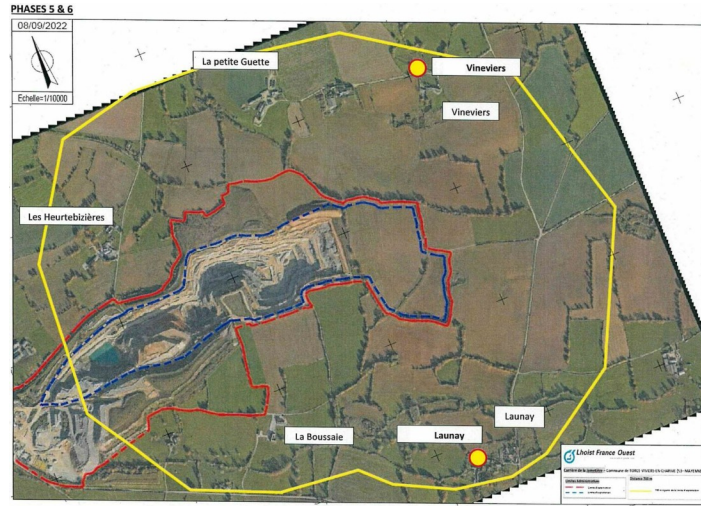 PHASES 5 & 6
08/09/2022
Echelle=1/10000
La petite Guette
Vineviers
Vineviers
Les Heurtebizières
Launay
La Boussaie
Launay
Lhoist France Ouest